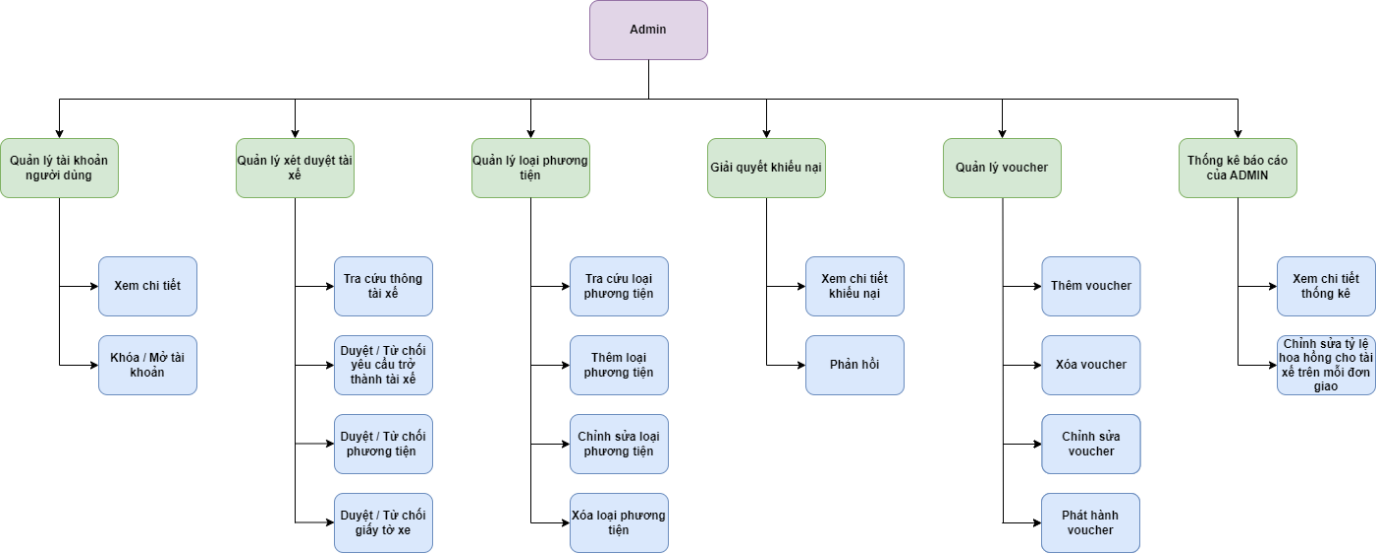 Admin
Quản lý tài khoản
người dùng
Quản lý xét duyệt tài
xế
Quản lý loại phương
tiện
Giải quyết khiếu nại
Quản lý voucher
Thống kê báo cáo
của ADMIN
Xem chi tiết
Khóa / Mở tài
khoản
Tra cứu thông
tài xế
Duyệt / Từ chối
yêu cầu trở
thành tài xế
Duyệt / Từ chối
phương tiện
Duyệt / Từ chối
giấy tờ xe
Tra cứu loại
phương tiện
Thêm loại
phương tiện
Chỉnh sửa loại
phương tiện
Xóa loại phương
tiện
Xem chi tiết
khiếu nại
Phản hồi
Thêm voucher
Xóa voucher
Chỉnh sửa
voucher
Phát hành
voucher
Xem chi tiết
thống kê
Chỉnh sửa tỷ lệ
hoa hồng cho tài
xế trên mỗi đơn
giao